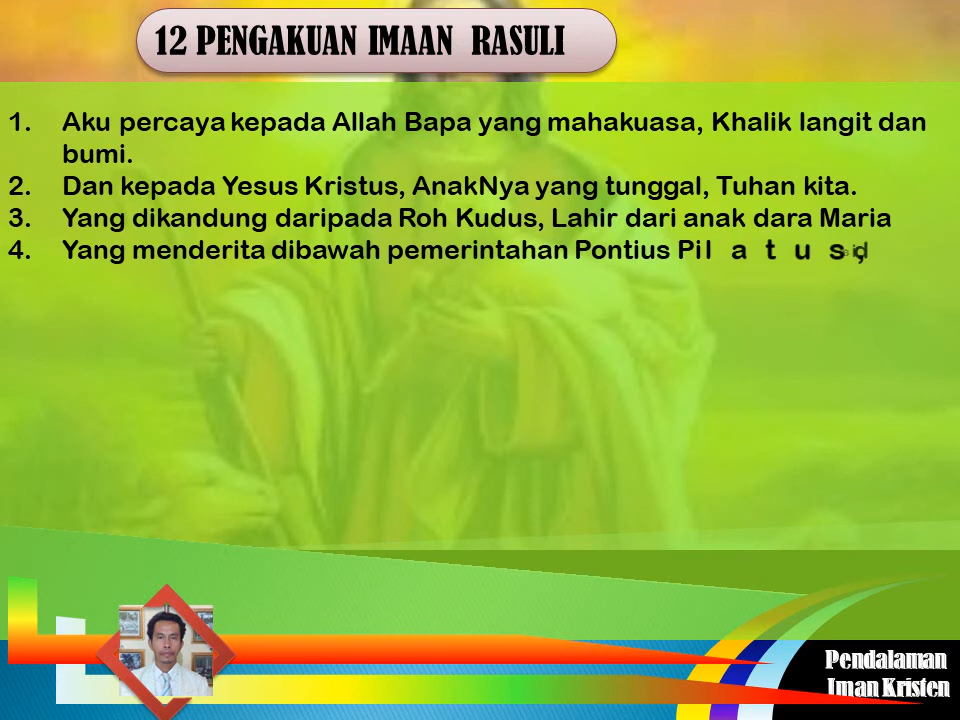 12 PENGAKUAN IMAAN RASULI
1. Aku percaya kepada Allah Bapa yang mahakuasa, Khalik langit dan
bumi.
2. Dan kepada Yesus Kristus, AnakNya yang tunggal, Tuhan kita.
3. Yang dikandung daripada Roh Kudus, Lahir dari anak dara Maria
4. Yang menderita dibawah pemerintahan Pontius Pilatus,
Pendalaman
Iman Kristen